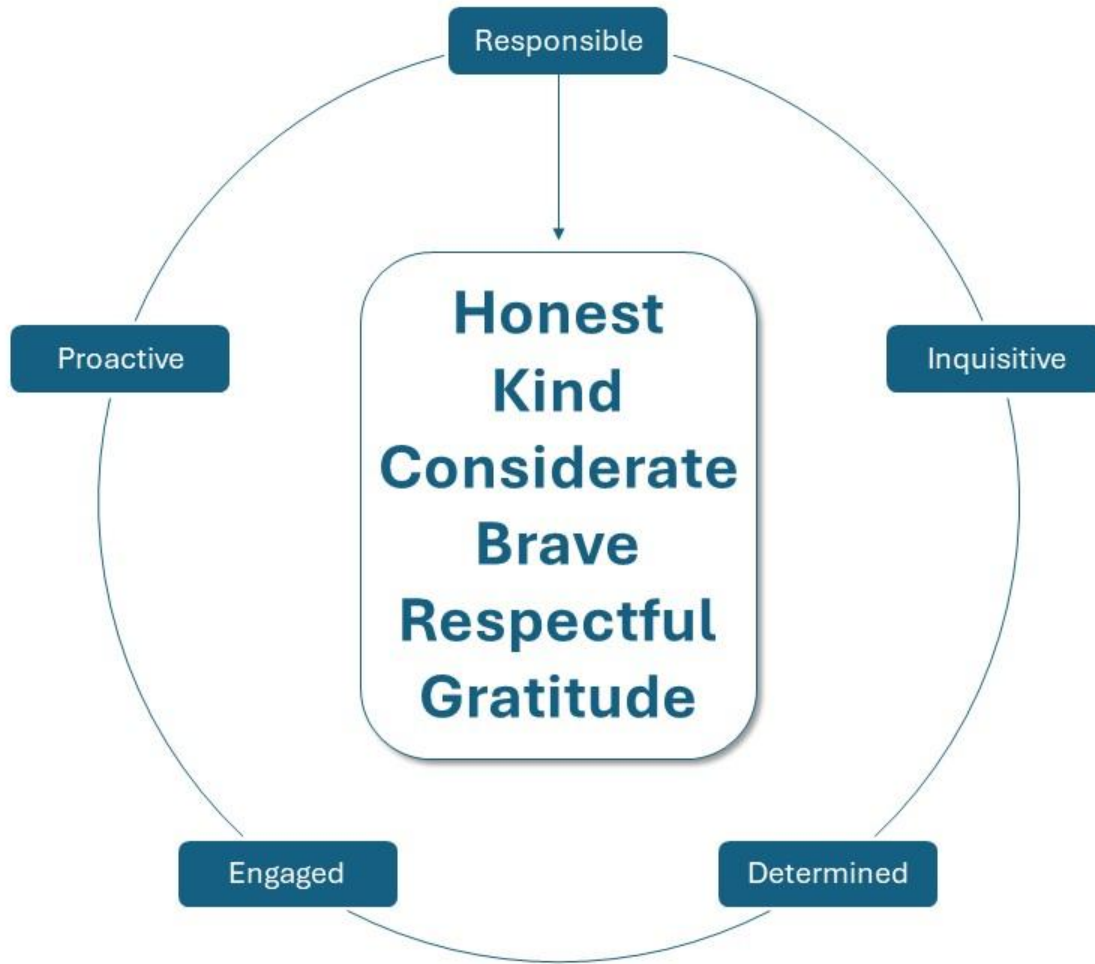 Responsible
Proactive
Inquisitive
Honest
Kind
Considerate
Brave
Respectful
Gratitude
Engaged
Determined